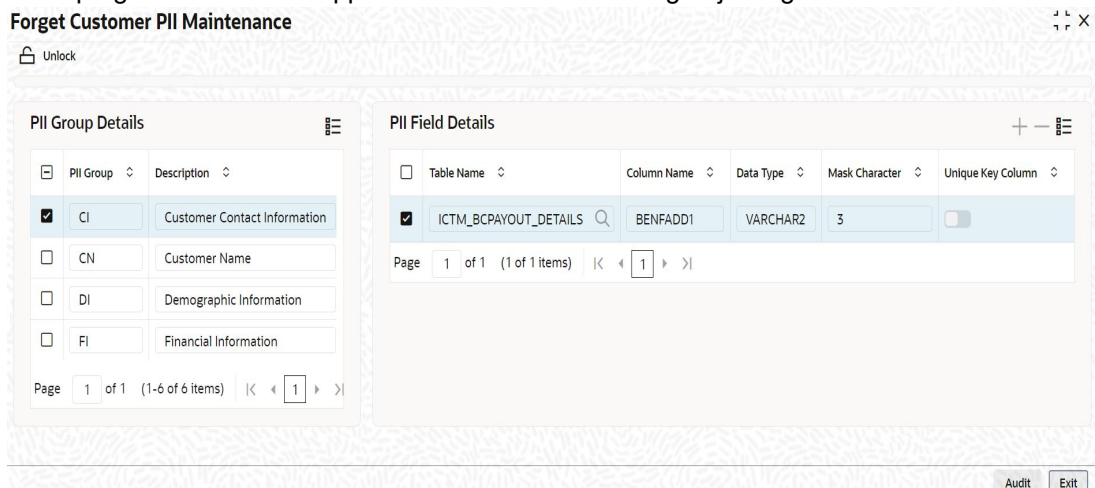 Forget Customer PII Maintenance
Unlock
PII Group Details
PII Group Description
CI Customer Contact Information
CN Customer Name
DI Demographic Information
FI Financial Information
Page 1 of 1 (1-6 of 6 items) 1
PII Field Details
Table Name Column Name Data Type Mask Character Unique Key Column
ICTM_BCPAYOUT_DETAILS BENFADD1 VARCHAR2 3
Page 1 of 1 (1 of 1 items) 1
Audit Exit